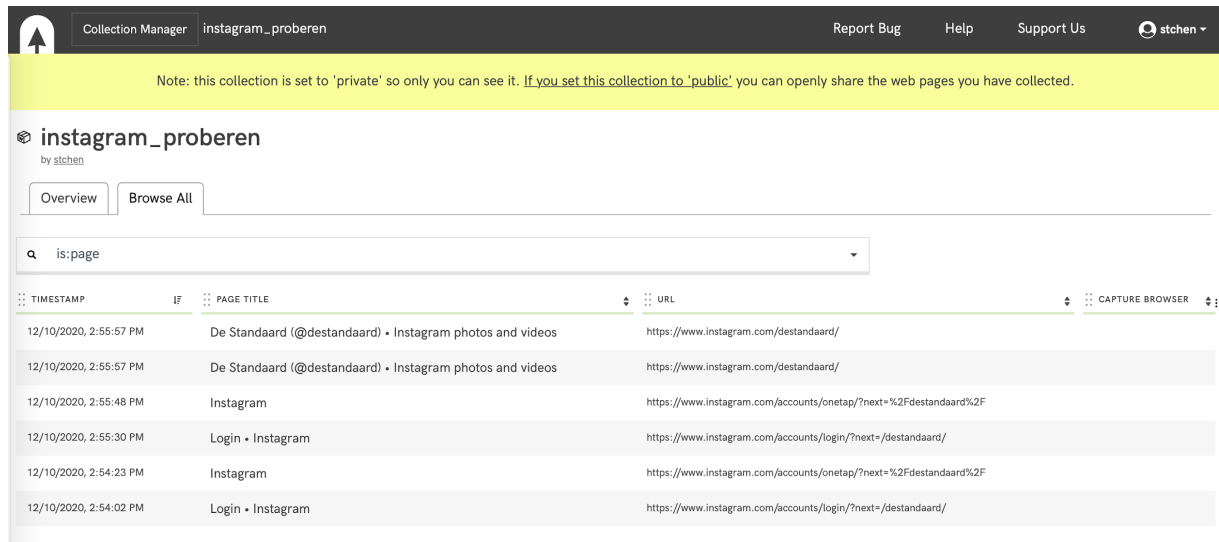 Collection Manager instagram_proberen Report Bug Help Support Us stchen
Note: this collection is set to 'private' so only you can see it. If you set this collection to 'public' you can openly share the web pages you have collected.
instagram_proberen
by stchen
Overview Browse All
is:page
TIMESTAMP PAGE TITLE URL CAPTURE BROWSER
12/10/2020, 2:55:57 PM De Standaard (@destandaard) • Instagram photos and videos https://www.instagram.com/destandaard/
12/10/2020, 2:55:57 PM De Standaard (@destandaard) • Instagram photos and videos https://www.instagram.com/destandaard/
12/10/2020, 2:55:48 PM Instagram https://www.instagram.com/accounts/onetap/?next=%2Fdestandaard%2F
12/10/2020, 2:55:30 PM Login • Instagram https://www.instagram.com/accounts/login/?next=/destandaard/
12/10/2020, 2:54:23 PM Instagram https://www.instagram.com/accounts/onetap/?next=%2Fdestandaard%2F
12/10/2020, 2:54:02 PM Login • Instagram https://www.instagram.com/accounts/login/?next=/destandaard/